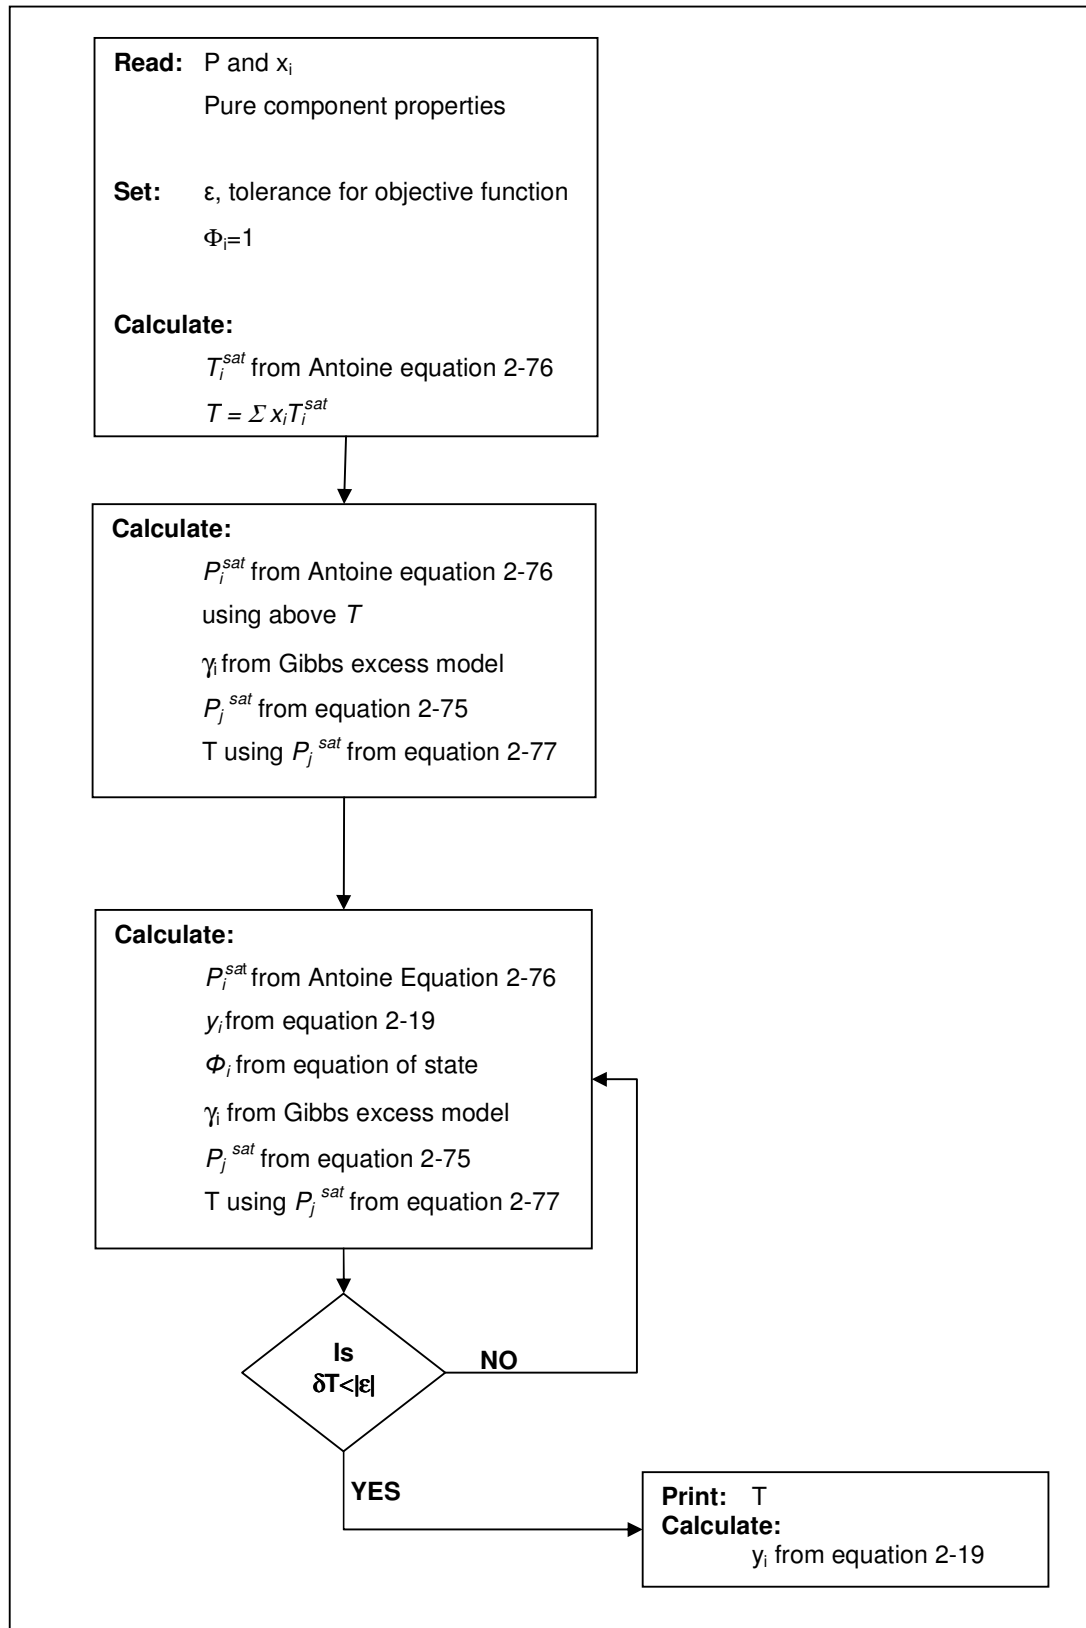 Read: P and xᵢ
Pure component properties
Set: ε, tolerance for objective function
Φᵢ=1
Calculate:
Tᵢˢᵃᵗ from Antoine equation 2-76
T = Σ xᵢTᵢˢᵃᵗ
Calculate:
Pᵢˢᵃᵗ from Antoine equation 2-76
using above T
γᵢ from Gibbs excess model
Pⱼ ˢᵃᵗ from equation 2-75
T using Pⱼ ˢᵃᵗ from equation 2-77
Calculate:
Pᵢˢᵃᵗ from Antoine Equation 2-76
yᵢ from equation 2-19
Φᵢ from equation of state
γᵢ from Gibbs excess model
Pⱼ ˢᵃᵗ from equation 2-75
T using Pⱼ ˢᵃᵗ from equation 2-77
Is
δT<|ε|
NO
YES
Print: T
Calculate:
yᵢ from equation 2-19